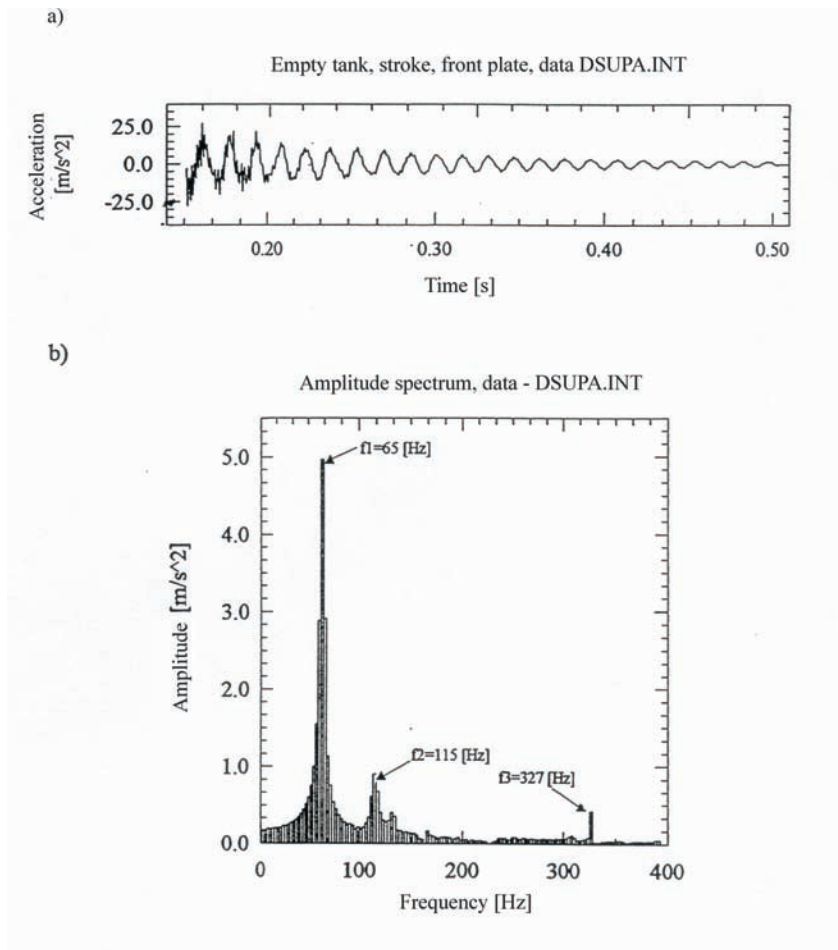 a)
Empty tank, stroke, front plate, data DSUPA.INT
Acceleration
[m/s^2]
25.0
0.0
-25.0
0.20
0.30
0.40
0.50
Time [s]
b)
Amplitude spectrum, data - DSUPA.INT
f1=65 [Hz]
f2=115 [Hz]
f3=327 [Hz]
Amplitude [m/s^2]
5.0
4.0
3.0
2.0
1.0
0.0
0
100
200
300
400
Frequency [Hz]